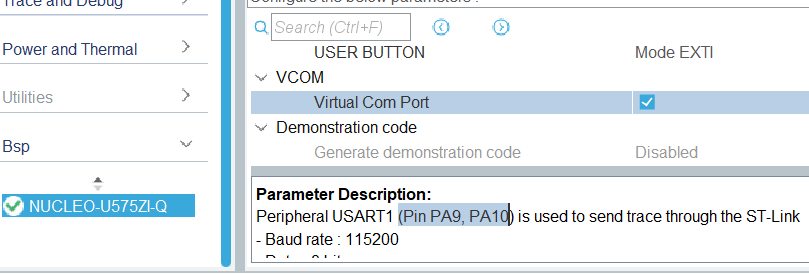 Trace and Debug
Configure the below parameters :
Search (Ctrl+F)
USER BUTTON Mode EXTI
Power and Thermal
VCOM
Utilities
Virtual Com Port
Demonstration code
Bsp
Generate demonstration code Disabled
Parameter Description:
NUCLEO-U575ZI-Q
Peripheral USART1 (Pin PA9, PA10) is used to send trace through the ST-Link
- Baud rate : 115200